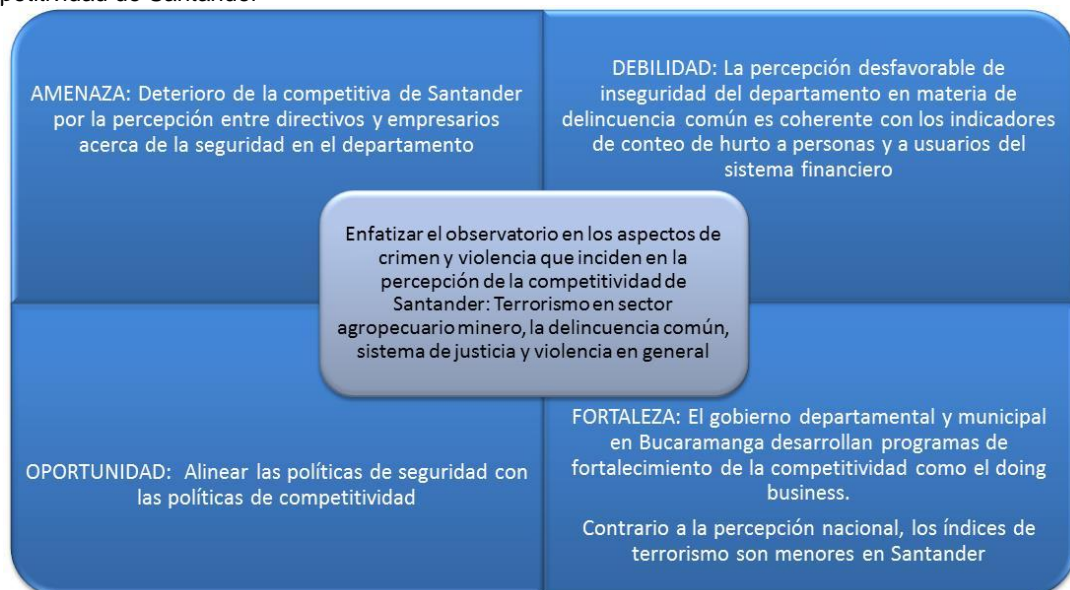 AMENAZA: Deterioro de la competitiva de Santander
por la percepción entre directivos y empresarios
acerca de la seguridad en el departamento
DEBILIDAD: La percepción desfavorable de
inseguridad del departamento en materia de
delincuencia común es coherente con los indicadores
de conteo de hurto a personas y a usuarios del
sistema financiero
Enfatizar el observatorio en los aspectos de
crimen y violencia que inciden en la
percepción de la competitividad de
Santander: Terrorismo en sector
agropecuario minero, la delincuencia común,
sistema de justicia y violencia en general
OPORTUNIDAD: Alinear las políticas de seguridad con
las políticas de competitividad
FORTALEZA: El gobierno departamental y municipal
en Bucaramanga desarrollan programas de
fortalecimiento de la competitividad como el doing
business.
Contrario a la percepción nacional, los índices de
terrorismo son menores en Santander